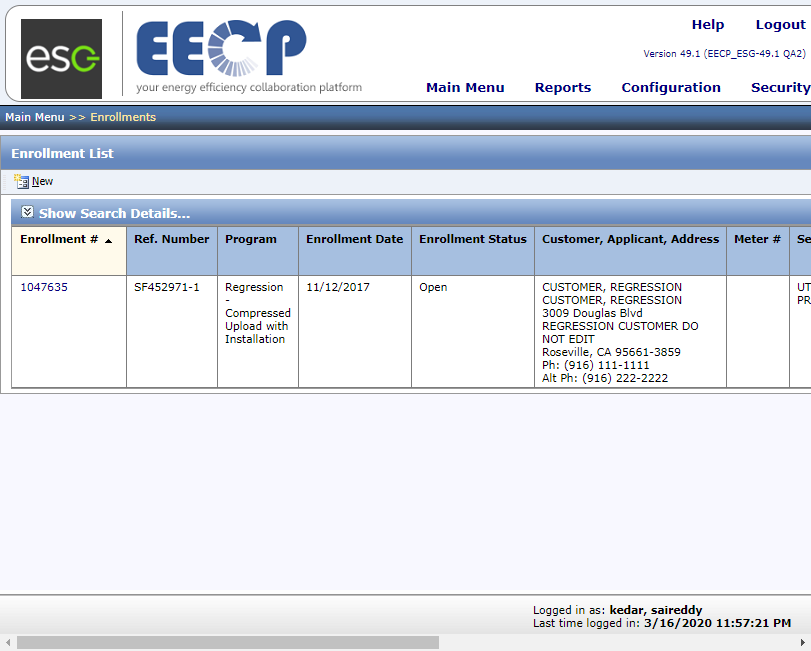 Help Logout
esg
EECP
Version 49.1 (EECP_ESG-49.1 QA2)
your energy efficiency collaboration platform
Main Menu Reports Configuration Security
Main Menu >> Enrollments
Enrollment List
New
Show Search Details...
Enrollment # Ref. Number Program Enrollment Date Enrollment Status Customer, Applicant, Address Meter # Se
1047635 SF452971-1 Regression 11/12/2017 Open CUSTOMER, REGRESSION UT
- CUSTOMER, REGRESSION PR
Compressed 3009 Douglas Blvd
Upload with REGRESSION CUSTOMER DO
Installation NOT EDIT
Roseville, CA 95661-3859
Ph: (916) 111-1111
Alt Ph: (916) 222-2222
Logged in as: kedar, saireddy
Last time logged in: 3/16/2020 11:57:21 PM